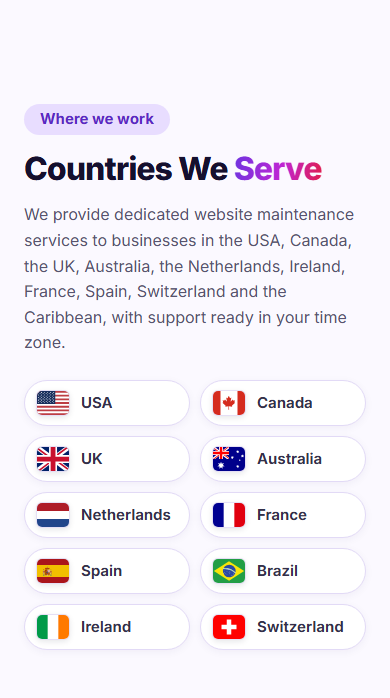 Where we work
Countries We Serve
We provide dedicated website maintenance
services to businesses in the USA, Canada,
the UK, Australia, the Netherlands, Ireland,
France, Spain, Switzerland and the
Caribbean, with support ready in your time
zone.
USA
Canada
UK
Australia
Netherlands
France
Spain
Brazil
Ireland
Switzerland